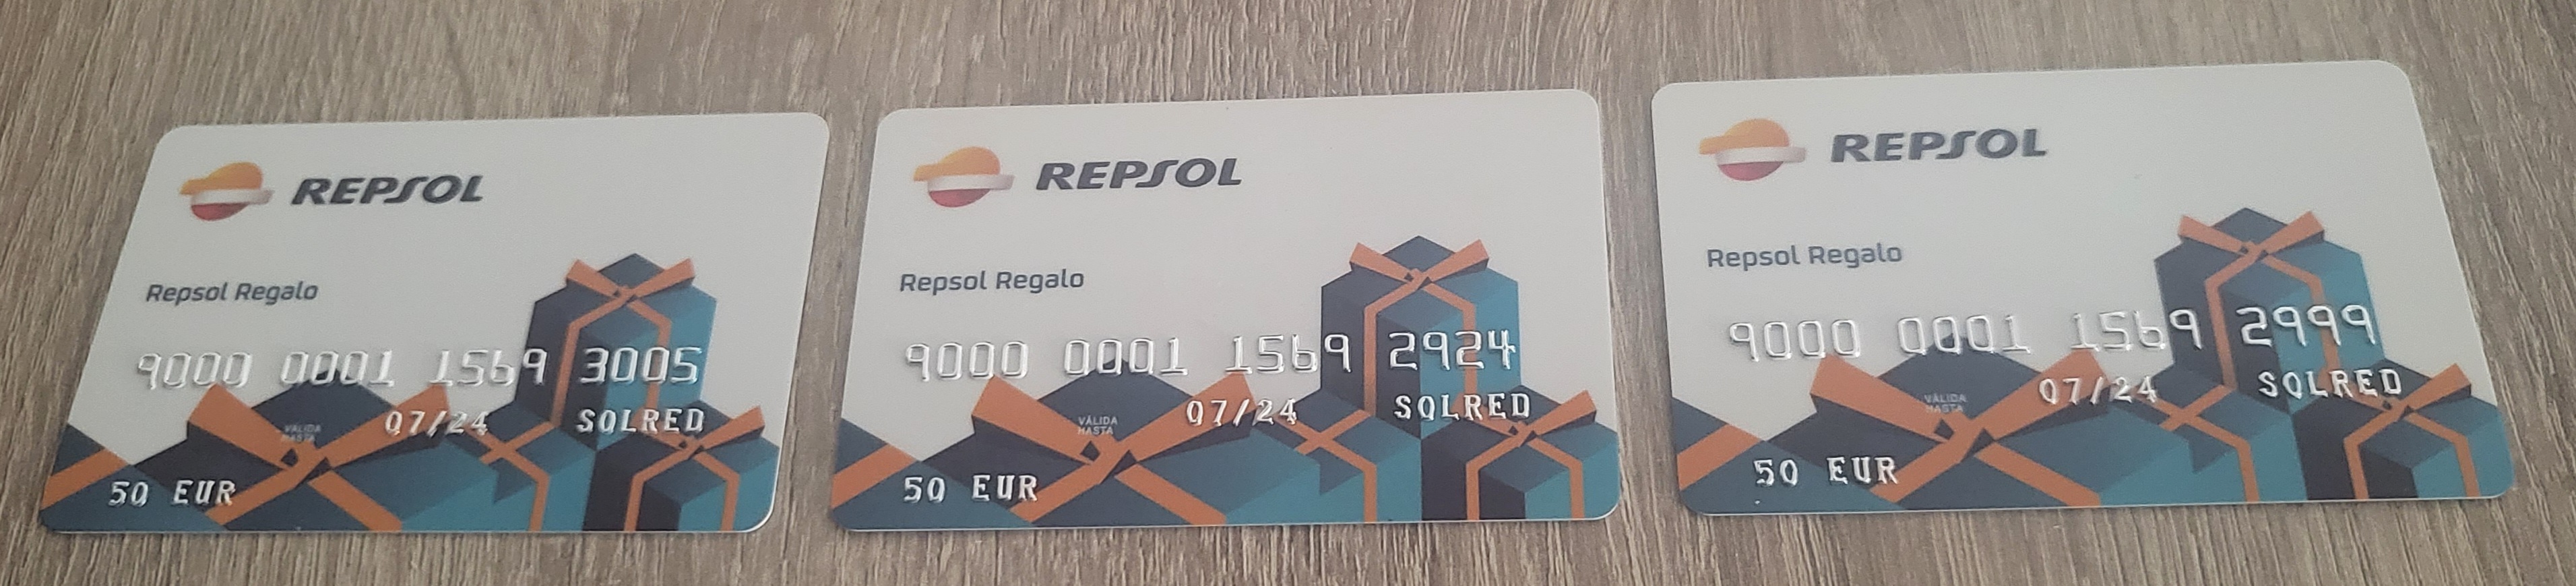 REPSOL
Repsol Regalo
9000 0001 1569 3005
VÁLIDA
HASTA
07/24 SOLRED
50 EUR
REPSOL
Repsol Regalo
9000 0001 1569 2924
VÁLIDA
HASTA
07/24 SOLRED
50 EUR
REPSOL
Repsol Regalo
9000 0001 1569 2999
VÁLIDA
HASTA
07/24 SOLRED
50 EUR